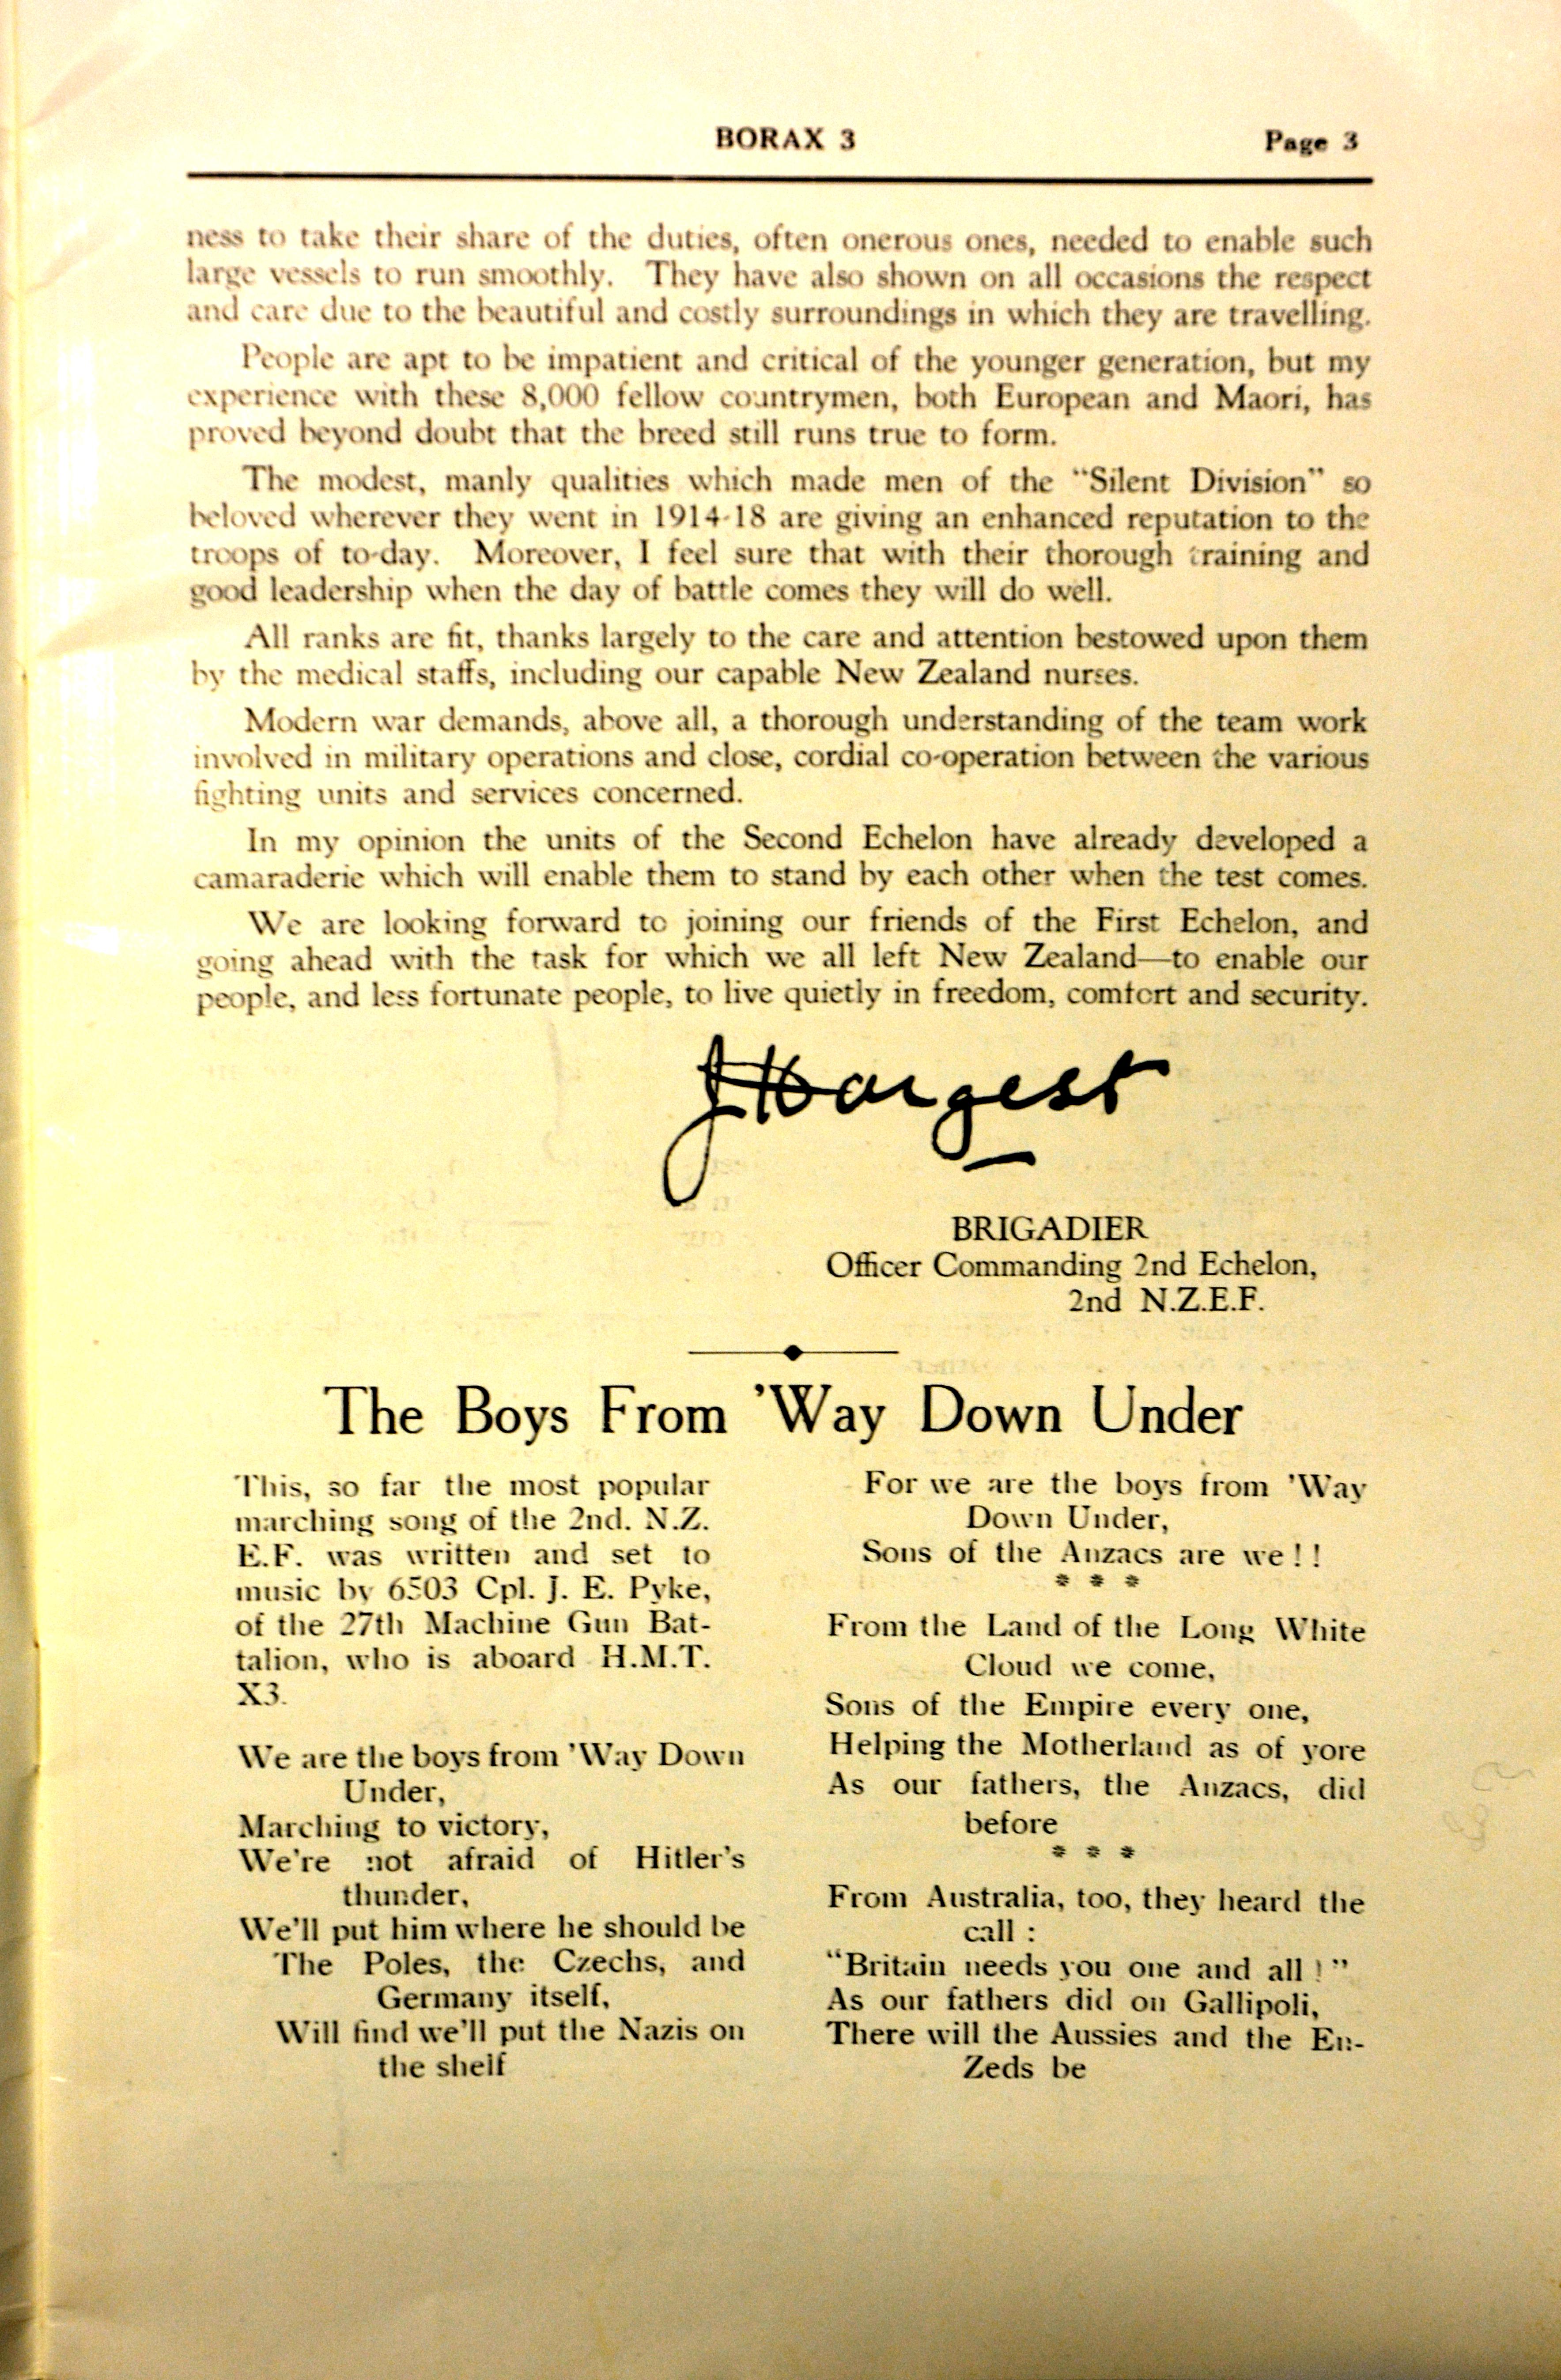 BORAX 3
Page 3
ness to take their share of the duties, often onerous ones, needed to enable such
large vessels to run smoothly. They have also shown on all occasions the respect
and care due to the beautiful and costly surroundings in which they are travelling.
People are apt to be impatient and critical of the younger generation, but my
experience with these 8,000 fellow countrymen, both European and Maori, has
proved beyond doubt that the breed still runs true to form.
The modest, manly qualities which made men of the "Silent Division" so
beloved wherever they went in 1914-18 are giving an enhanced reputation to the
troops of to-day. Moreover, I feel sure that with their thorough training and
good leadership when the day of battle comes they will do well.
All ranks are fit, thanks largely to the care and attention bestowed upon them
by the medical staffs, including our capable New Zealand nurses.
Modern war demands, above all, a thorough understanding of the team work
involved in military operations and close, cordial co-operation between the various
fighting units and services concerned.
In my opinion the units of the Second Echelon have already developed a
camaraderie which will enable them to stand by each other when the test comes.
We are looking forward to joining our friends of the First Echelon, and
going ahead with the task for which we all left New Zealand—to enable our
people, and less fortunate people, to live quietly in freedom, comfort and security.
J Hargest
BRIGADIER
Officer Commanding 2nd Echelon,
2nd N.Z.E.F.
The Boys From 'Way Down Under
This, so far the most popular
marching song of the 2nd. N.Z.
E.F. was written and set to
music by 6503 Cpl. J. E. Pyke,
of the 27th Machine Gun Bat-
talion, who is aboard H.M.T.
X3.
We are the boys from 'Way Down
Under,
Marching to victory,
We're not afraid of Hitler's
thunder,
We'll put him where he should be
The Poles, the Czechs, and
Germany itself,
Will find we'll put the Nazis on
the shelf
For we are the boys from 'Way
Down Under,
Sons of the Anzacs are we!!
* * *
From the Land of the Long White
Cloud we come,
Sons of the Empire every one,
Helping the Motherland as of yore
As our fathers, the Anzacs, did
before
* * *
From Australia, too, they heard the
call :
"Britain needs you one and all!"
As our fathers did on Gallipoli,
There will the Aussies and the En-
Zeds be